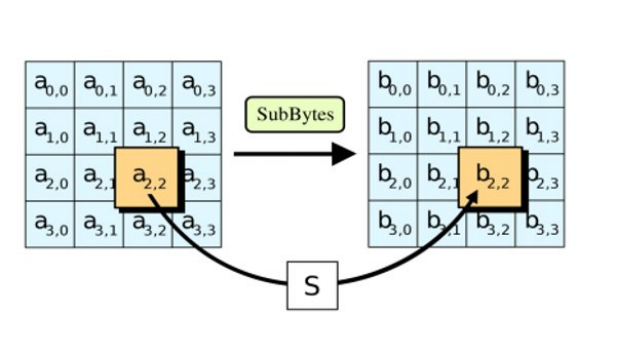 a0,0 a0,1 a0,2 a0,3 b0,0 b0,1 b0,2 b0,3
SubBytes
a1,0 a1,1 a1,2 a1,3 b1,0 b1,1 b1,2 b1,3
a2,0 a2,1 a2,2 a2,3 b2,0 b2,1 b2,2 b2,3
a3,0 a3,1 a3,2 a3,3 b3,0 b3,1 b3,2 b3,3
S